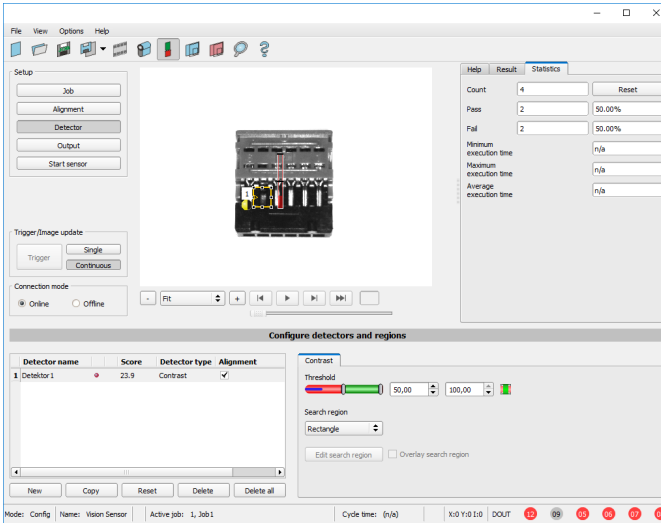 File View Options Help
Setup
Job
Alignment
Detector
Output
Start sensor
Trigger/Image update
Trigger
Single
Continuous
Connection mode
Online Offline
- Fit +
Help Result Statistics
Count 4 Reset
Pass 2 50.00%
Fail 2 50.00%
Minimum
execution time n/a
Maximum
execution time n/a
Average
execution time n/a
1
Configure detectors and regions
Detector name Score Detector type Alignment
1 Detektor1 23.9 Contrast
New Copy Reset Delete Delete all
Contrast
Threshold
50,00 100,00
Search region
Rectangle
Edit search region Overlay search region
Mode: Config Name: Vision Sensor Active job: 1, Job1 Cycle time: (n/a) X:0 Y:0 I:0 DOUT 12 09 05 06 07